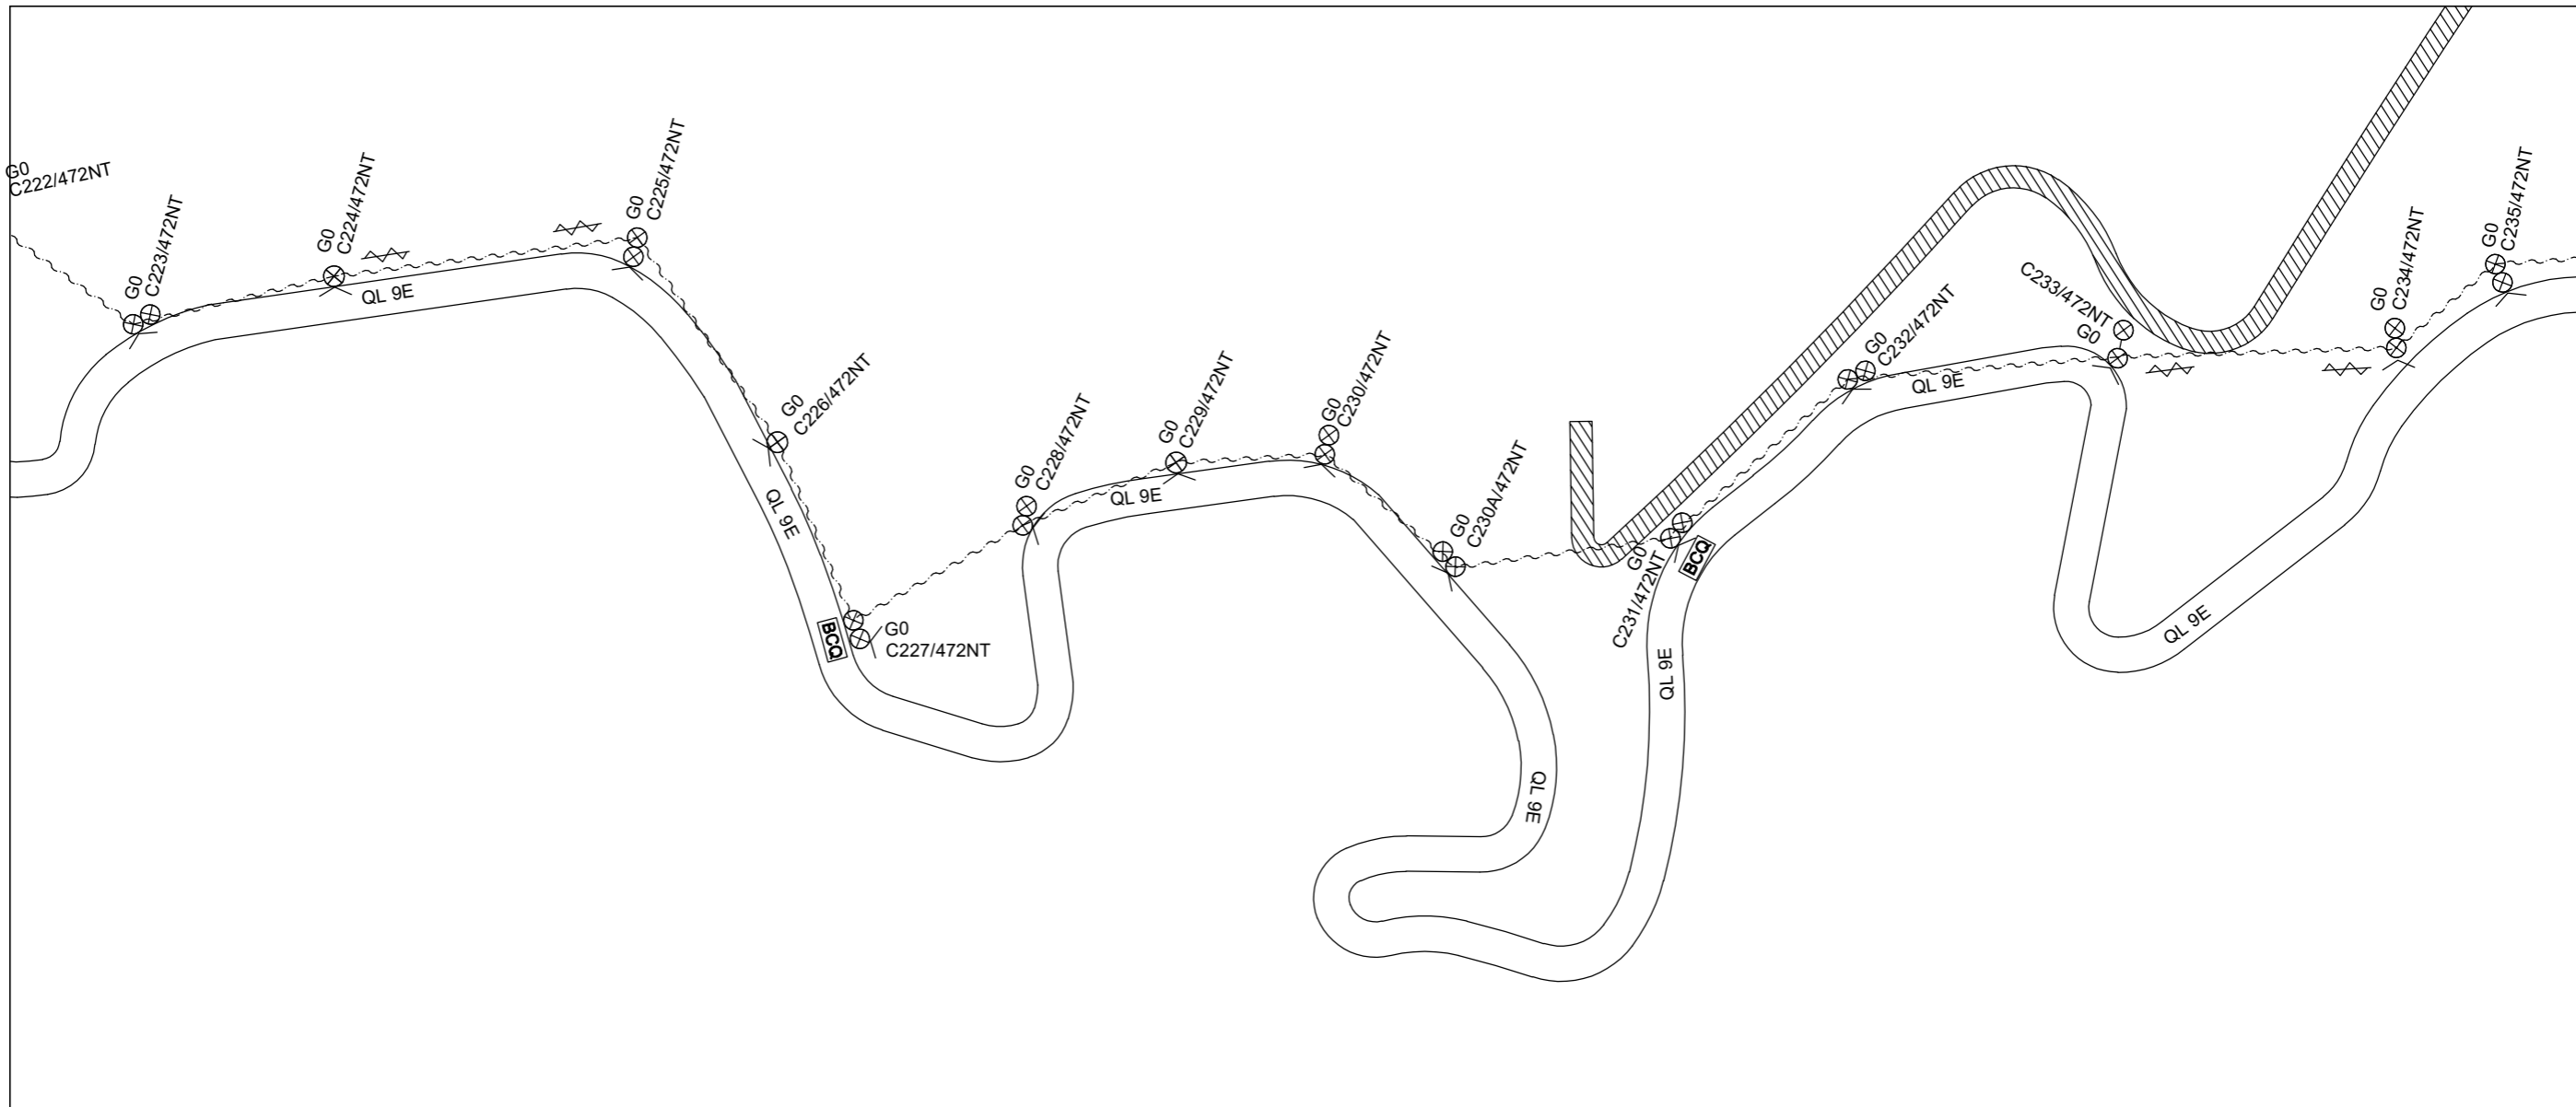 G0
C222/472NT
G0
C223/472NT
G0
C224/472NT
QL 9E
G0
C225/472NT
G0
C226/472NT
QL 9E
BCQ
G0
C227/472NT
G0
C228/472NT
QL 9E
G0
C229/472NT
G0
C230/472NT
G0
C230A/472NT
QL 9E
G0
C231/472NT
BCQ
QL 9E
G0
C232/472NT
QL 9E
C233/472NT
G0
QL 9E
G0
C234/472NT
G0
C235/472NT